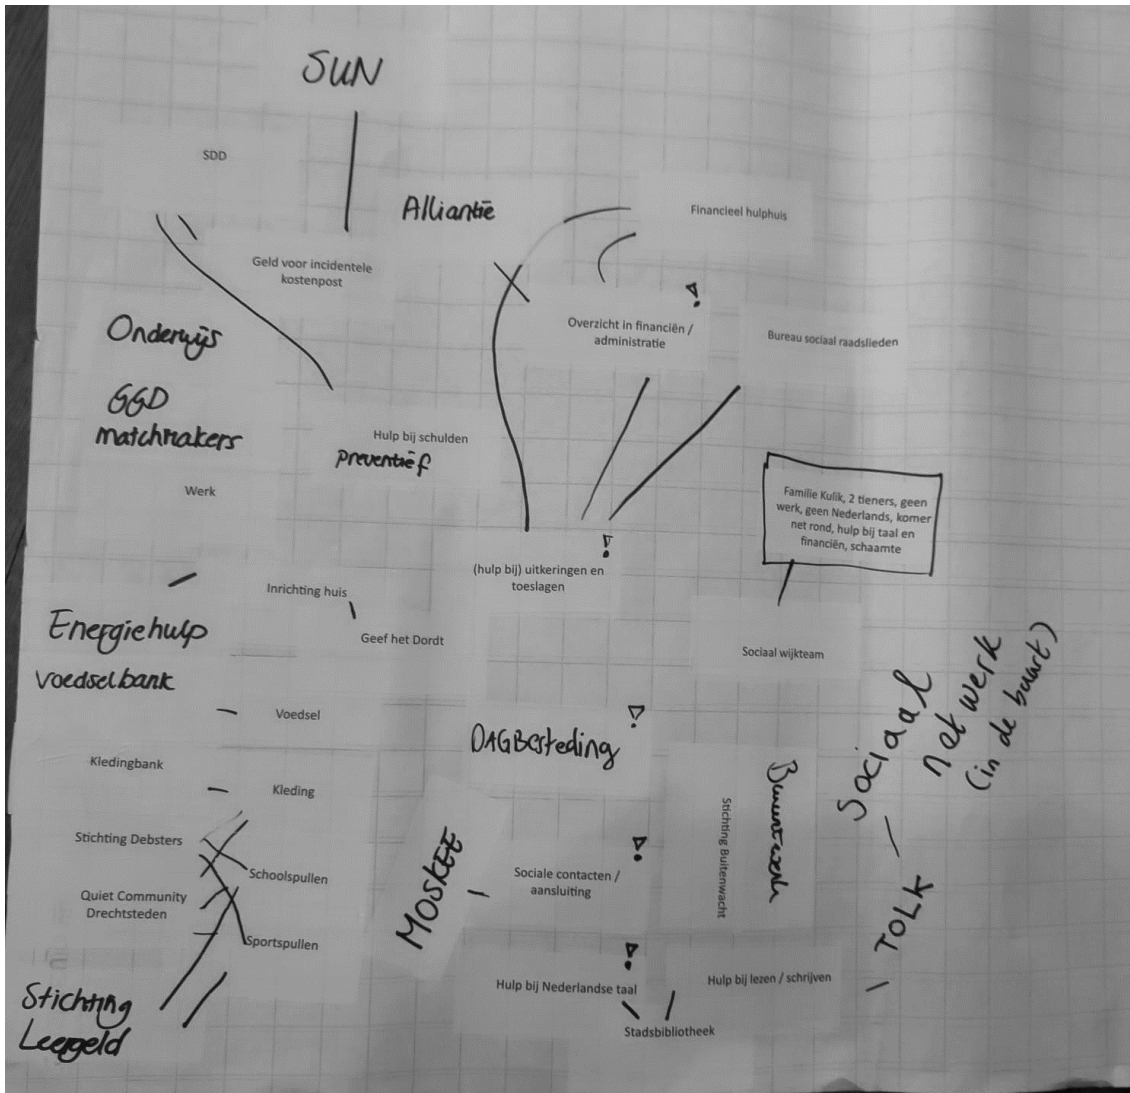 SUN
SDD
Alliantie
Financieel hulphuis
Geld voor incidentele
kostenpost
Overzicht in financiën /
administratie
!
Bureau sociaal raadslieden
Onderwijs
GGD
matchmakers
Hulp bij schulden
preventief
Werk
Familie Kulik, 2 tieners, geen
werk, geen Nederlands, komer
net rond, hulp bij taal en
financiën, schaamte
!
(hulp bij) uitkeringen en
toeslagen
Inrichting huis
Geef het Dordt
Energiehulp
voedselbank
Sociaal wijkteam
Sociaal
netwerk
(in de buurt)
Voedsel
!
DAGBesteding
Kledingbank
Kleding
Stichting Debsters
Schoolspullen
Quiet Community
Drechtsteden
Sportspullen
MOSKEE
!
Sociale contacten /
aansluiting
Stichting Buitenwacht
Buurtwerk
TOLK
!
Hulp bij Nederlandse taal
Hulp bij lezen / schrijven
Stadsbibliotheek
Stichting
Leergeld